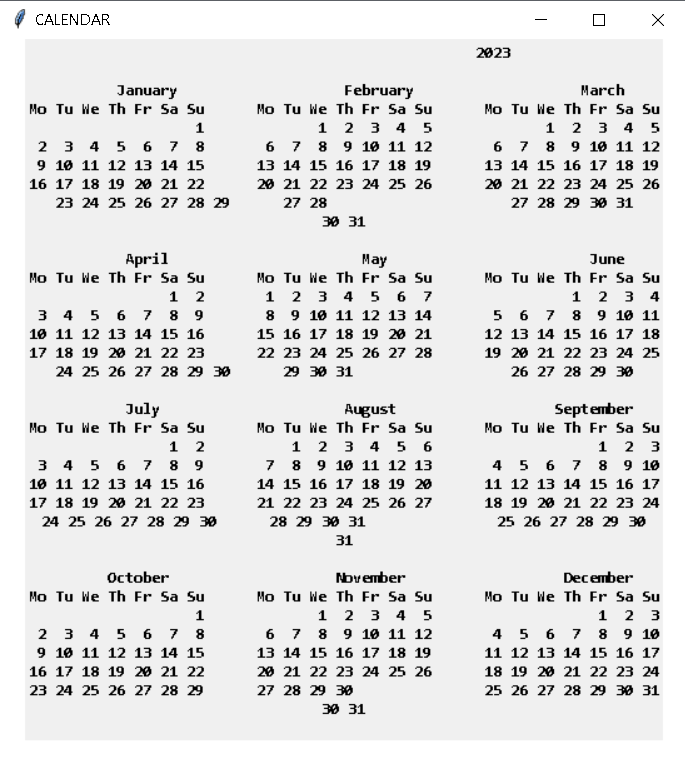 CALENDAR
2023
January February March
Mo Tu We Th Fr Sa Su Mo Tu We Th Fr Sa Su Mo Tu We Th Fr Sa Su
1 1 2 3 4 5 1 2 3 4 5
2 3 4 5 6 7 8 6 7 8 9 10 11 12 6 7 8 9 10 11 12
9 10 11 12 13 14 15 13 14 15 16 17 18 19 13 14 15 16 17 18 19
16 17 18 19 20 21 22 20 21 22 23 24 25 26 20 21 22 23 24 25 26
23 24 25 26 27 28 29 27 28 27 28 29 30 31
30 31
April May June
Mo Tu We Th Fr Sa Su Mo Tu We Th Fr Sa Su Mo Tu We Th Fr Sa Su
1 2 1 2 3 4 5 6 7 1 2 3 4
3 4 5 6 7 8 9 8 9 10 11 12 13 14 5 6 7 8 9 10 11
10 11 12 13 14 15 16 15 16 17 18 19 20 21 12 13 14 15 16 17 18
17 18 19 20 21 22 23 22 23 24 25 26 27 28 19 20 21 22 23 24 25
24 25 26 27 28 29 30 29 30 31 26 27 28 29 30
July August September
Mo Tu We Th Fr Sa Su Mo Tu We Th Fr Sa Su Mo Tu We Th Fr Sa Su
1 2 1 2 3 4 5 6 1 2 3
3 4 5 6 7 8 9 7 8 9 10 11 12 13 4 5 6 7 8 9 10
10 11 12 13 14 15 16 14 15 16 17 18 19 20 11 12 13 14 15 16 17
17 18 19 20 21 22 23 21 22 23 24 25 26 27 18 19 20 21 22 23 24
24 25 26 27 28 29 30 28 29 30 31 25 26 27 28 29 30
31
October November December
Mo Tu We Th Fr Sa Su Mo Tu We Th Fr Sa Su Mo Tu We Th Fr Sa Su
1 1 2 3 4 5 1 2 3
2 3 4 5 6 7 8 6 7 8 9 10 11 12 4 5 6 7 8 9 10
9 10 11 12 13 14 15 13 14 15 16 17 18 19 11 12 13 14 15 16 17
16 17 18 19 20 21 22 20 21 22 23 24 25 26 18 19 20 21 22 23 24
23 24 25 26 27 28 29 27 28 29 30 25 26 27 28 29 30 31
30 31